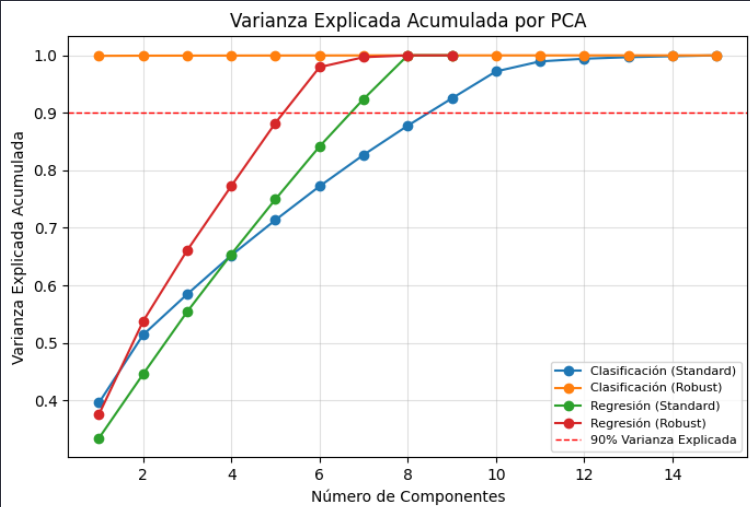 Varianza Explicada Acumulada por PCA
Varianza Explicada Acumulada
1.0
0.9
0.8
0.7
0.6
0.5
0.4
2 4 6 8 10 12 14
Número de Componentes
Clasificación (Standard)
Clasificación (Robust)
Regresión (Standard)
Regresión (Robust)
90% Varianza Explicada